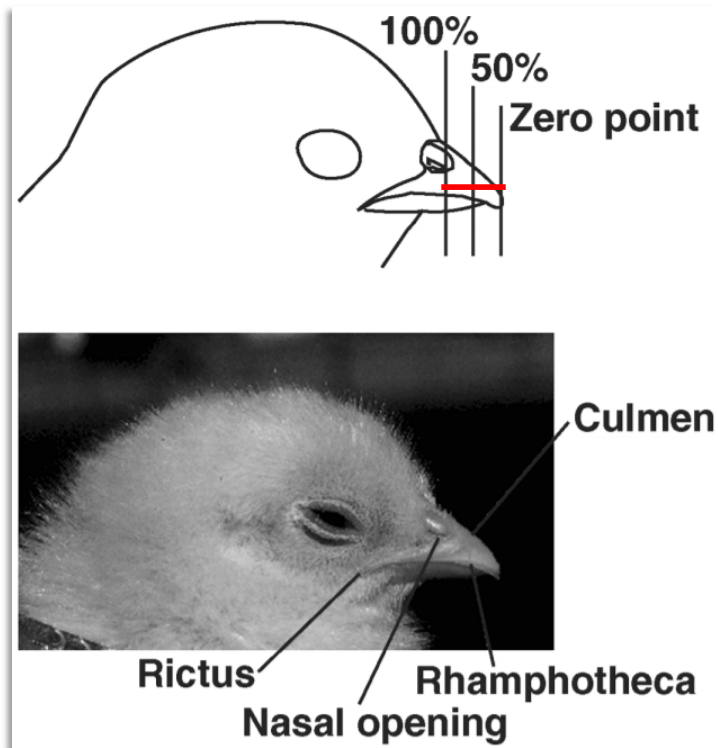 100%
50%
Zero point
Culmen
Rictus
Rhamphotheca
Nasal opening